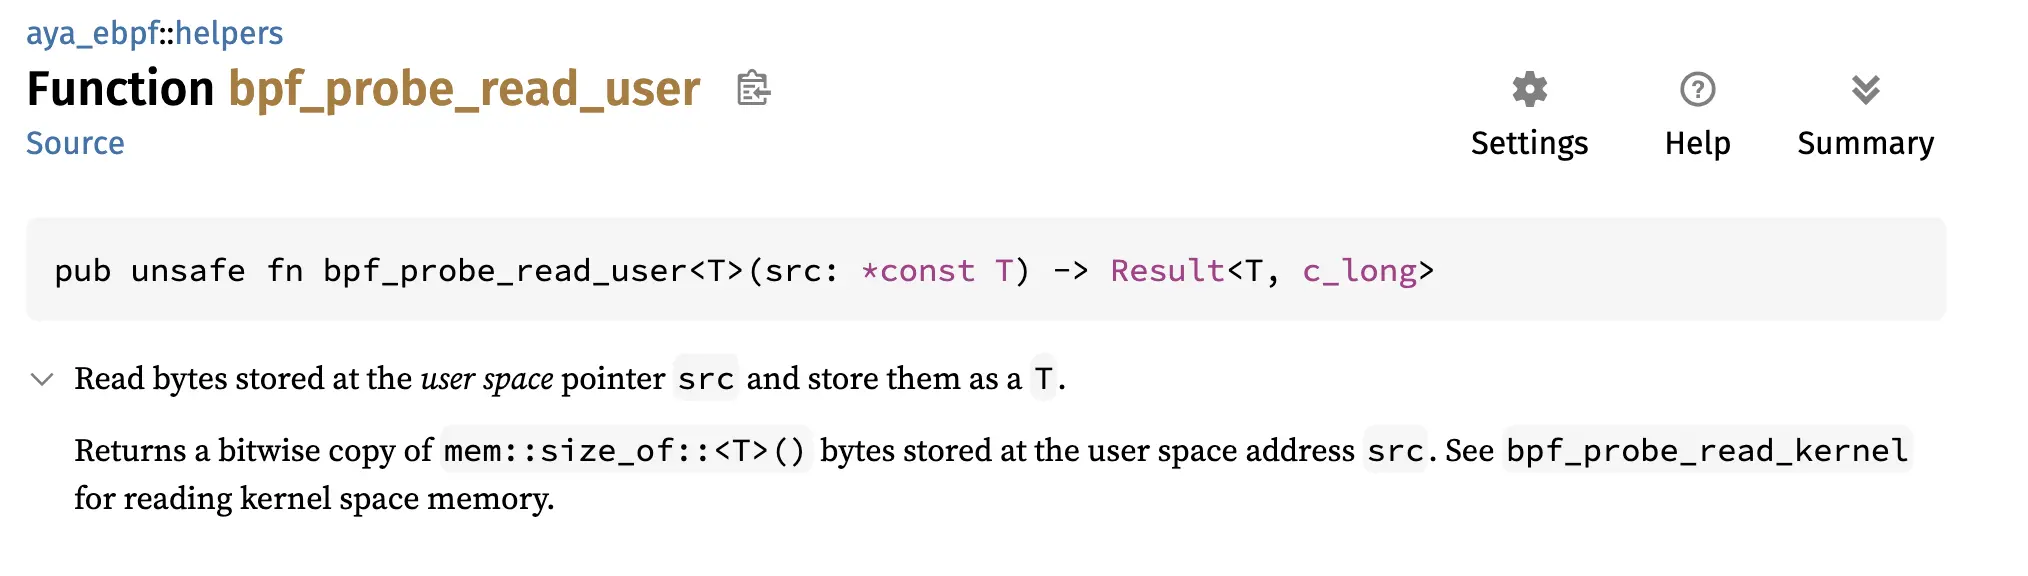 aya_ebpf::helpers
Function bpf_probe_read_user
Source
Settings
Help
Summary
pub unsafe fn bpf_probe_read_user<T>(src: *const T) -> Result<T, c_long>
Read bytes stored at the user space pointer src and store them as a T.
Returns a bitwise copy of mem::size_of::<T>() bytes stored at the user space address src. See bpf_probe_read_kernel
for reading kernel space memory.